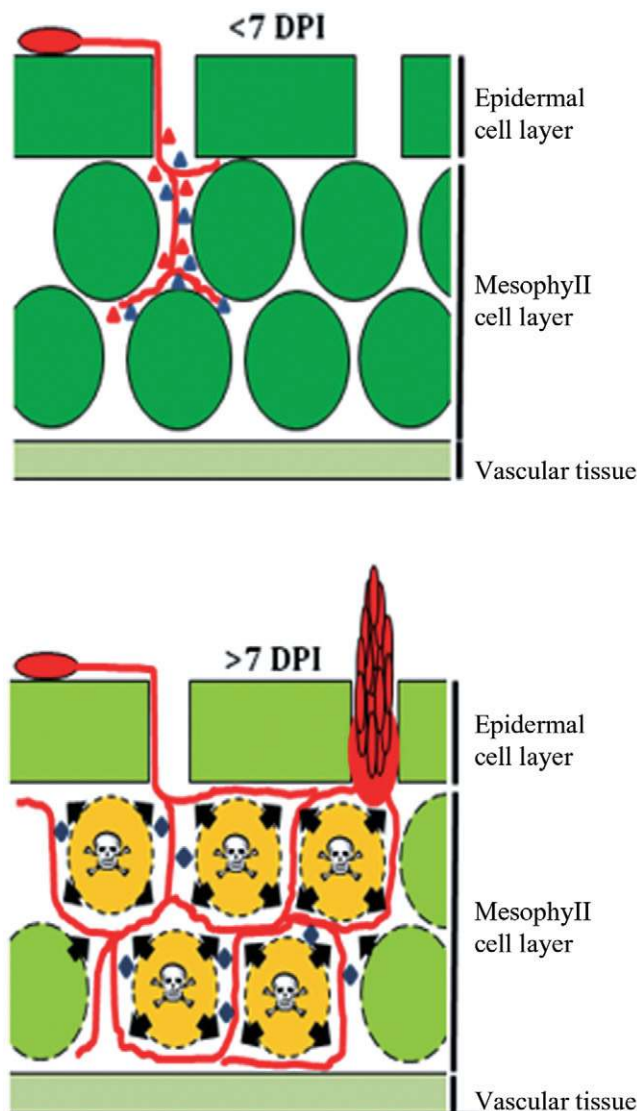 <7 DPI
Epidermal
cell layer
MesophyII
cell layer
Vascular tissue
>7 DPI
Epidermal
cell layer
MesophyII
cell layer
Vascular tissue